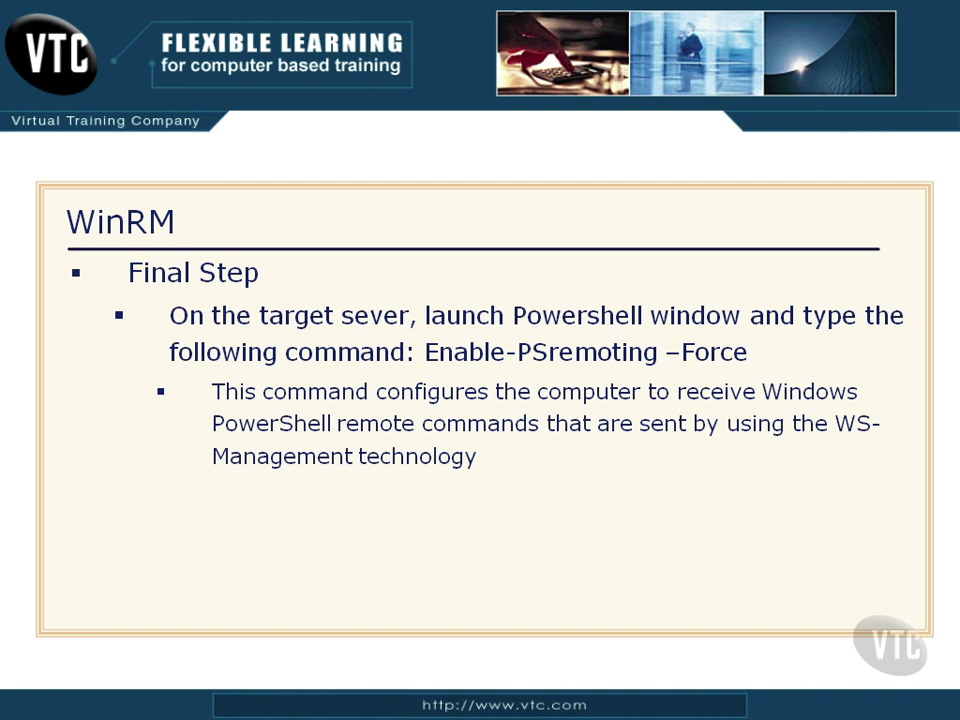 VTC
FLEXIBLE LEARNING
for computer based training
Virtual Training Company
WinRM
▪ Final Step
▪ On the target sever, launch Powershell window and type the
following command: Enable-PSremoting –Force
▪ This command configures the computer to receive Windows
PowerShell remote commands that are sent by using the WS-
Management technology
VTC
http://www.vtc.com